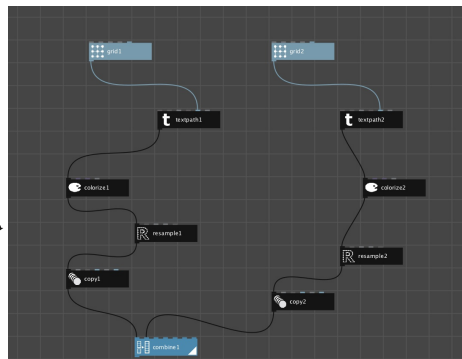 grid1
grid2
t textpath1
t textpath2
colorize1
colorize2
R resample1
R resample2
copy1
copy2
combine1